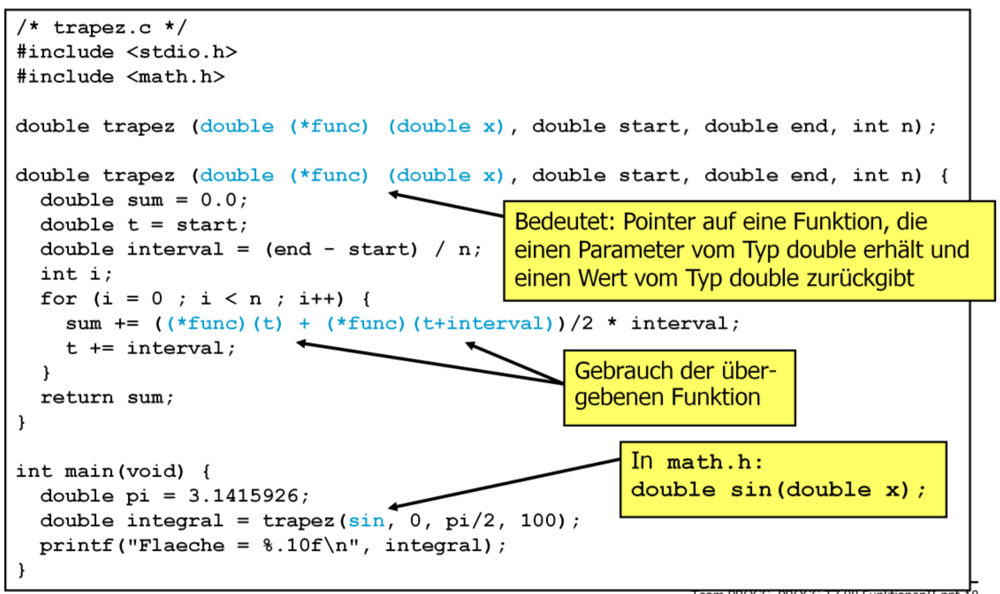 /* trapez.c */
#include <stdio.h>
#include <math.h>
double trapez (double (*func) (double x), double start, double end, int n);
double trapez (double (*func) (double x), double start, double end, int n) {
double sum = 0.0;
double t = start;
double interval = (end - start) / n;
int i;
for (i = 0 ; i < n ; i++) {
sum += ((*func)(t) + (*func)(t+interval))/2 * interval;
t += interval;
}
return sum;
}
Bedeutet: Pointer auf eine Funktion, die
einen Parameter vom Typ double erhält und
einen Wert vom Typ double zurückgibt
Gebrauch der über-
gebenen Funktion
int main(void) {
double pi = 3.1415926;
double integral = trapez(sin, 0, pi/2, 100);
printf("Flaeche = %.10f\n", integral);
}
In math.h:
double sin(double x);